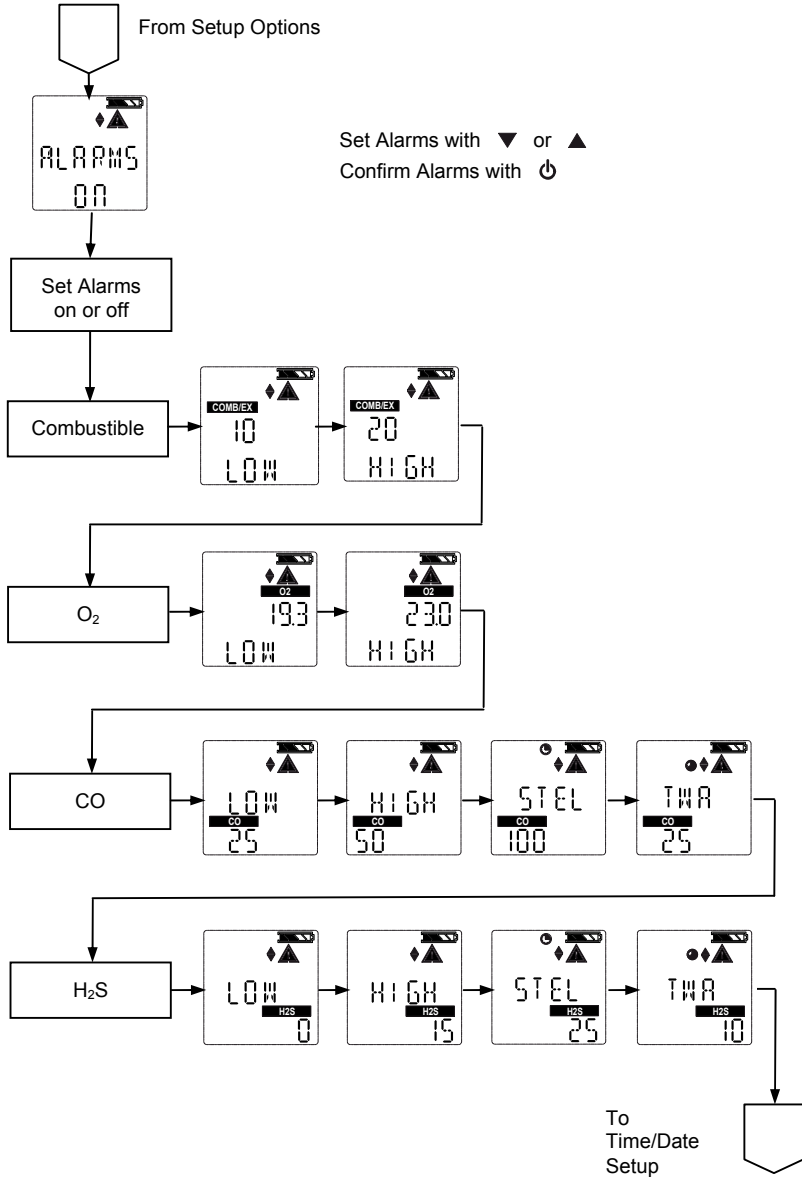 From Setup Options
ALARMS
ON
Set Alarms with ▼ or ▲
Confirm Alarms with ⏻
Set Alarms
on or off
Combustible
COMB/EX
10
LOW
COMB/EX
20
HIGH
O₂
O2
19.3
LOW
O2
23.0
HIGH
CO
LOW
CO
25
HIGH
CO
50
STEL
CO
100
TWA
CO
25
H₂S
LOW
H2S
0
HIGH
H2S
15
STEL
H2S
25
TWA
H2S
10
To
Time/Date
Setup